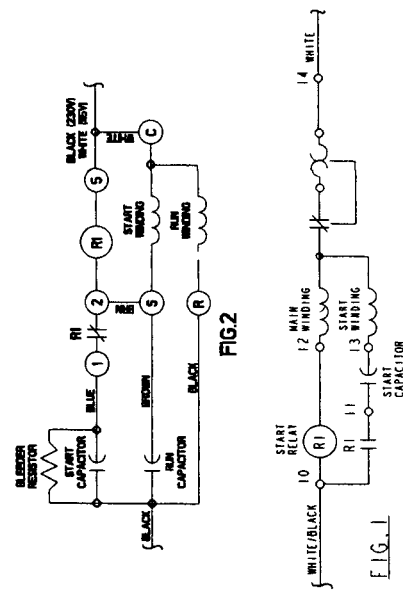 BLEEDER
RESISTOR
START
CAPACITOR
BLUE
1
R1
2
R1
5
BLACK (230V)
WHITE (115V)
RED
WHITE
BLACK
RUN
CAPACITOR
BROWN
S
START
WINDING
C
BLACK
R
RUN
WINDING
FIG.2
WHITE/BLACK
10
START
RELAY
R1
12
MAIN
WINDING
14
WHITE
R1
11
START
CAPACITOR
13
START
WINDING
FIG. 1